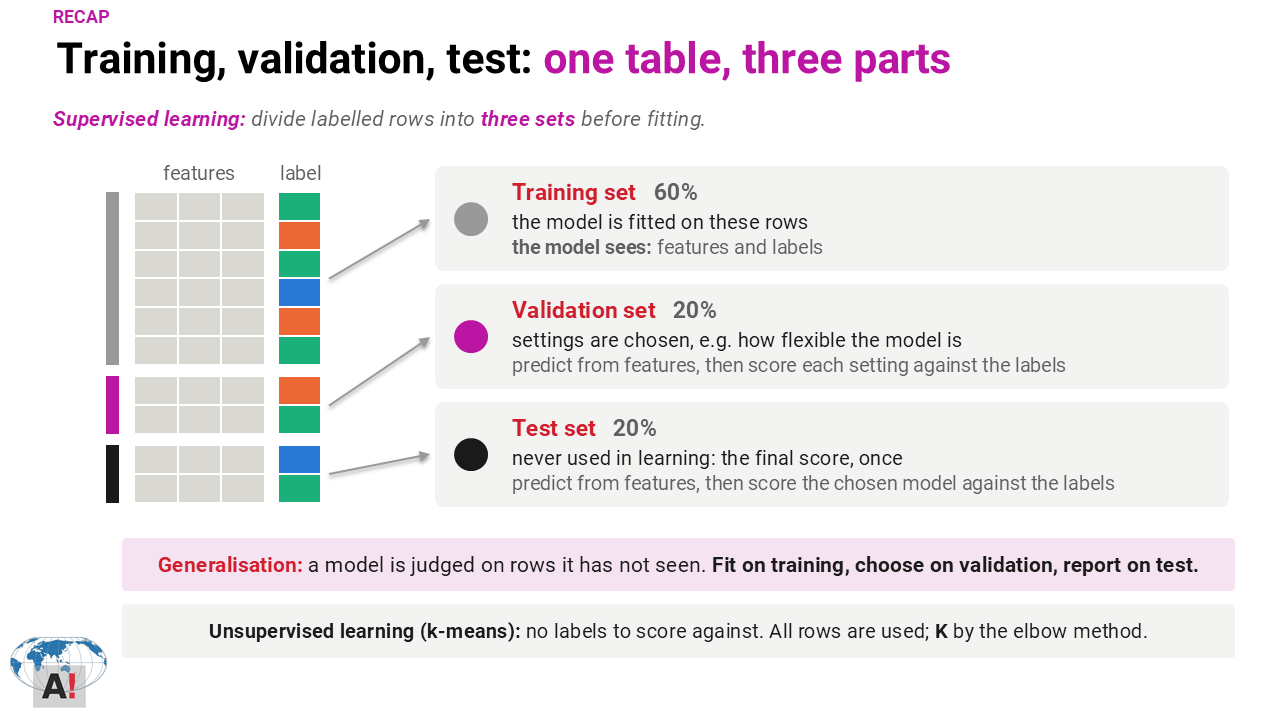 RECAP
Training, validation, test: one table, three parts
Supervised learning: divide labelled rows into three sets before fitting.
features label
Training set 60%
the model is fitted on these rows
the model sees: features and labels
Validation set 20%
settings are chosen, e.g. how flexible the model is
predict from features, then score each setting against the labels
Test set 20%
never used in learning: the final score, once
predict from features, then score the chosen model against the labels
Generalisation: a model is judged on rows it has not seen. Fit on training, choose on validation, report on test.
Unsupervised learning (k-means): no labels to score against. All rows are used; K by the elbow method.
A!